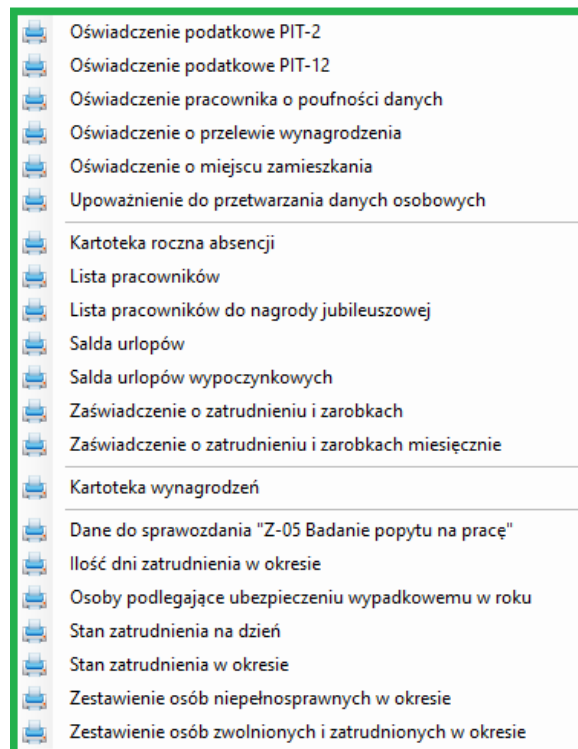 Oświadczenie podatkowe PIT-2
Oświadczenie podatkowe PIT-12
Oświadczenie pracownika o poufności danych
Oświadczenie o przelewie wynagrodzenia
Oświadczenie o miejscu zamieszkania
Upoważnienie do przetwarzania danych osobowych
Kartoteka roczna absencji
Lista pracowników
Lista pracowników do nagrody jubileuszowej
Salda urlopów
Salda urlopów wypoczynkowych
Zaświadczenie o zatrudnieniu i zarobkach
Zaświadczenie o zatrudnieniu i zarobkach miesięcznie
Kartoteka wynagrodzeń
Dane do sprawozdania "Z-05 Badanie popytu na pracę"
Ilość dni zatrudnienia w okresie
Osoby podlegające ubezpieczeniu wypadkowemu w roku
Stan zatrudnienia na dzień
Stan zatrudnienia w okresie
Zestawienie osób niepełnosprawnych w okresie
Zestawienie osób zwolnionych i zatrudnionych w okresie